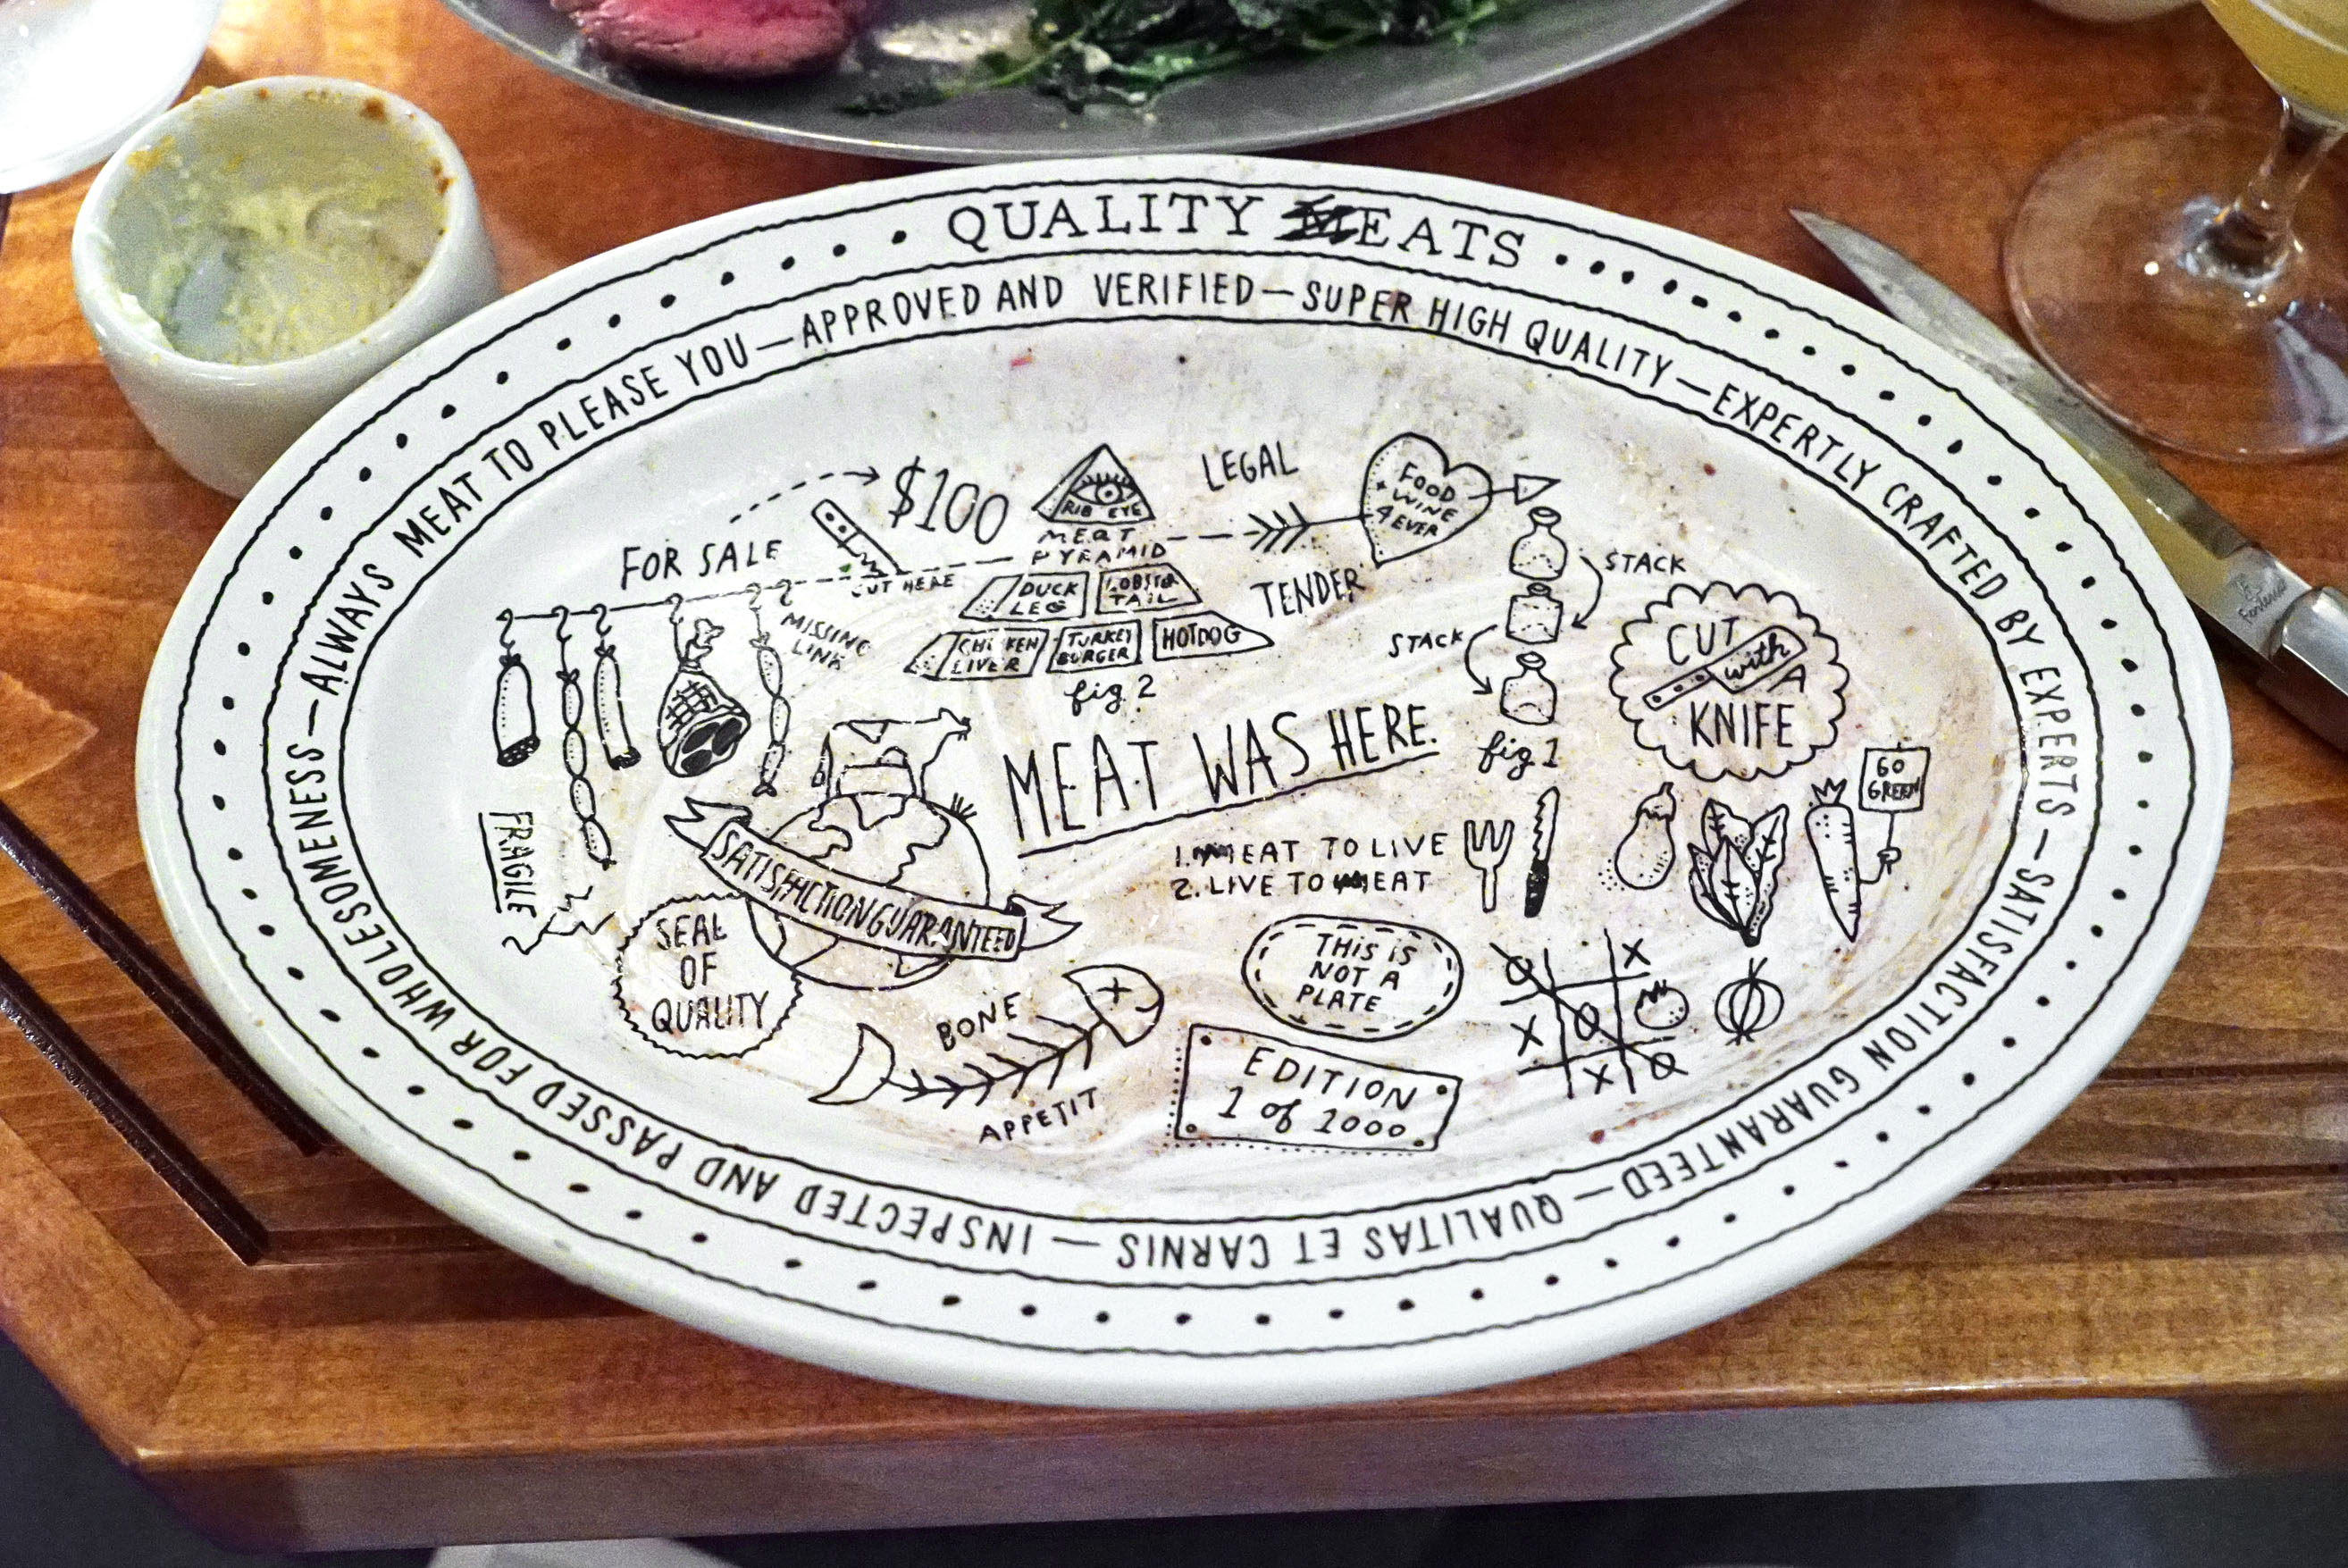 QUALITY MEATS
ALWAYS MEAT TO PLEASE YOU — APPROVED AND VERIFIED — SUPER HIGH QUALITY — EXPERTLY CRAFTED BY EXPERTS — SATISFACTION GUARANTEED — QUALITAS ET CARNIS — INSPECTED AND PASSED FOR WHOLESOMENESS —
FOR SALE
$100
CUT HERE
MISSING
LINK
RIB EYE
MEAT
PYRAMID
DUCK
LEG
LOBSTER
TAIL
CHICKEN
LIVER
TURKEY
BURGER
HOTDOG
fig 2
LEGAL
TENDER
FOOD
+ WINE
4 EVER
STACK
STACK
fig 1
CUT
with
A
KNIFE
MEAT WAS HERE.
GO
GREEN
1. MEAT TO LIVE
2. LIVE TO MEAT
FRAGILE
SATISFACTION GUARANTEED
SEAL
OF
QUALITY
BONE
APPETIT
THIS IS
NOT A
PLATE
EDITION
1 of 1000
O X
X O
X O